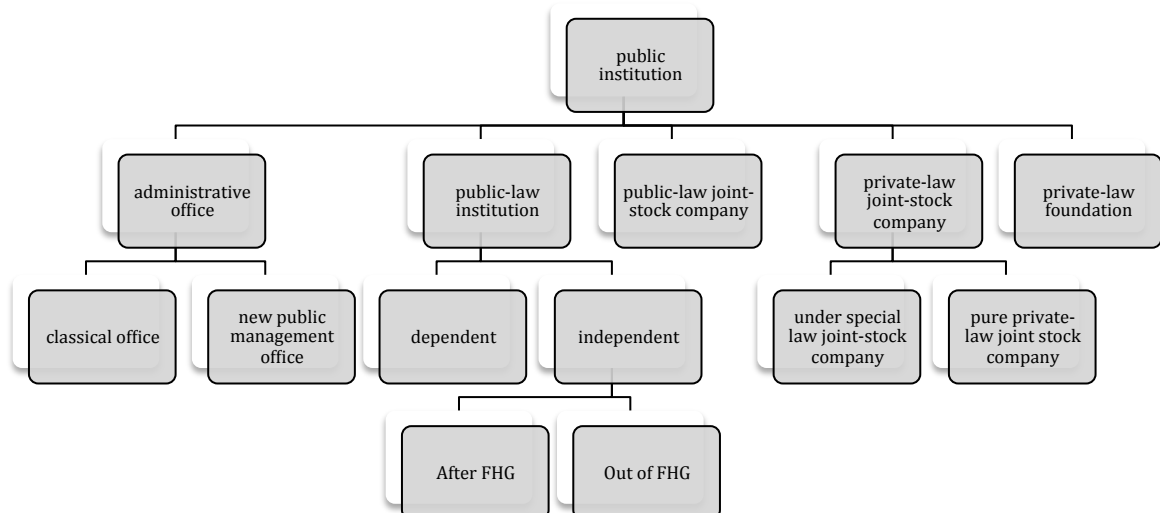 public
institution
administrative
office
public-law
institution
public-law joint-
stock company
private-law
joint-stock
company
private-law
foundation
classical office
new public
management
office
dependent
independent
under special
law joint-stock
company
pure private-
law joint stock
company
After FHG
Out of FHG